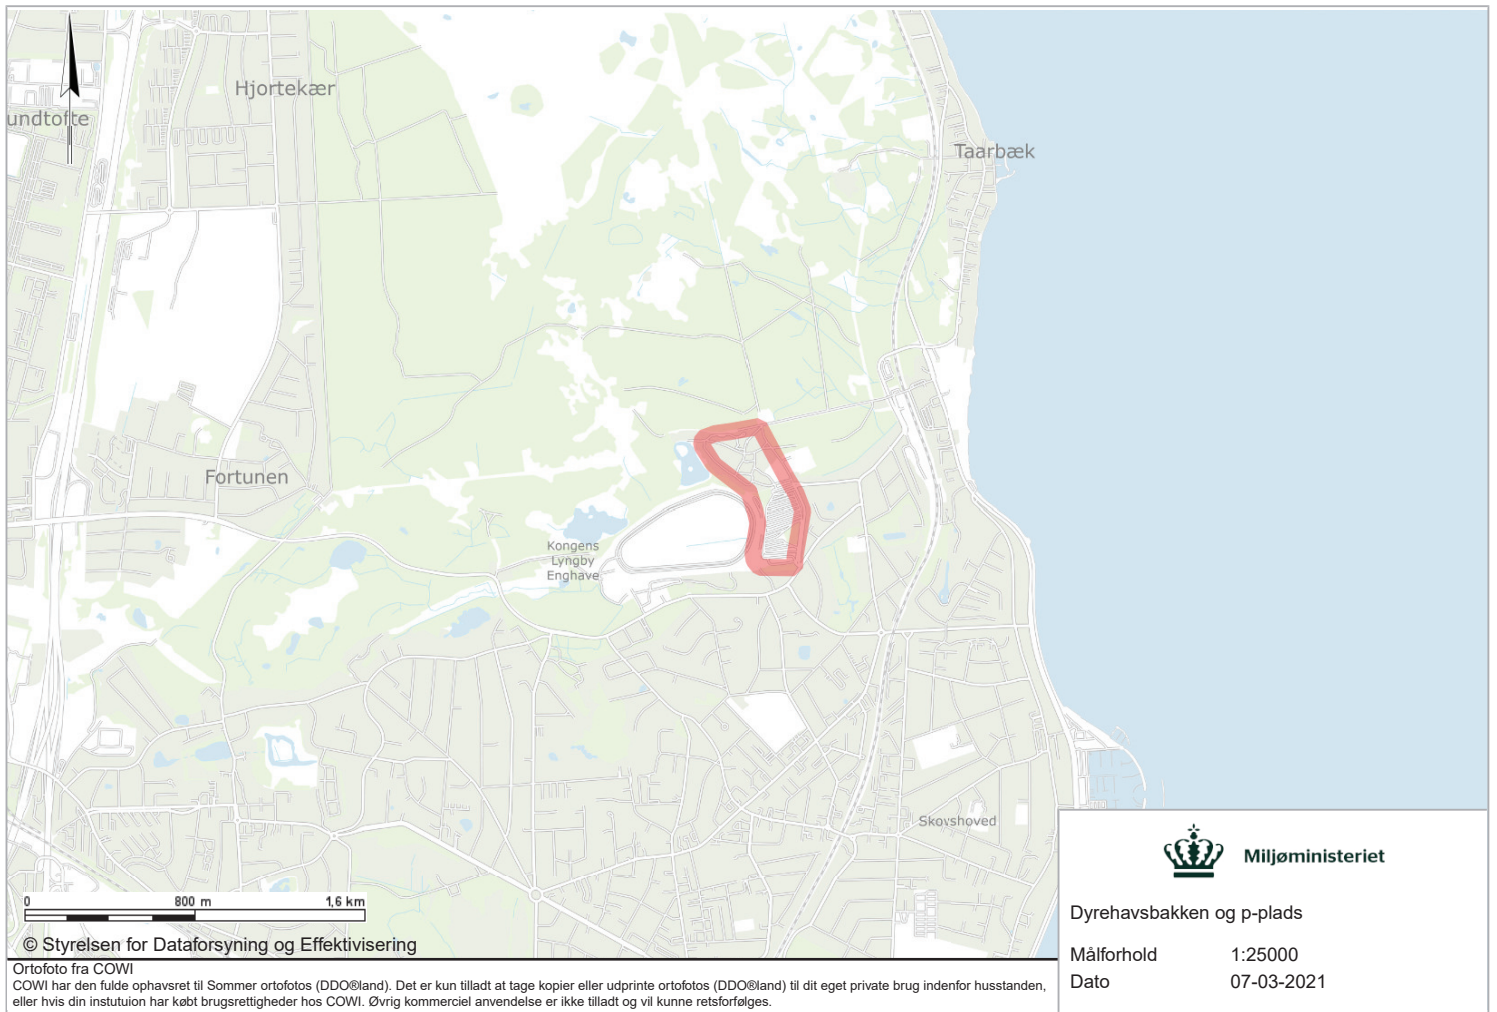 Hjortekær
undtofte
Taarbæk
Fortunen
Kongens
Lyngby
Enghave
Skovshoved
0 800 m 1,6 km
© Styrelsen for Dataforsyning og Effektivisering
Ortofoto fra COWI
COWI har den fulde ophavsret til Sommer ortofotos (DDO®land). Det er kun tilladt at tage kopier eller udprinte ortofotos (DDO®land) til dit eget private brug indenfor husstanden,
eller hvis din instutuion har købt brugsrettigheder hos COWI. Øvrig kommerciel anvendelse er ikke tilladt og vil kunne retsforfølges.
Miljøministeriet
Dyrehavsbakken og p-plads
Målforhold 1:25000
Dato 07-03-2021